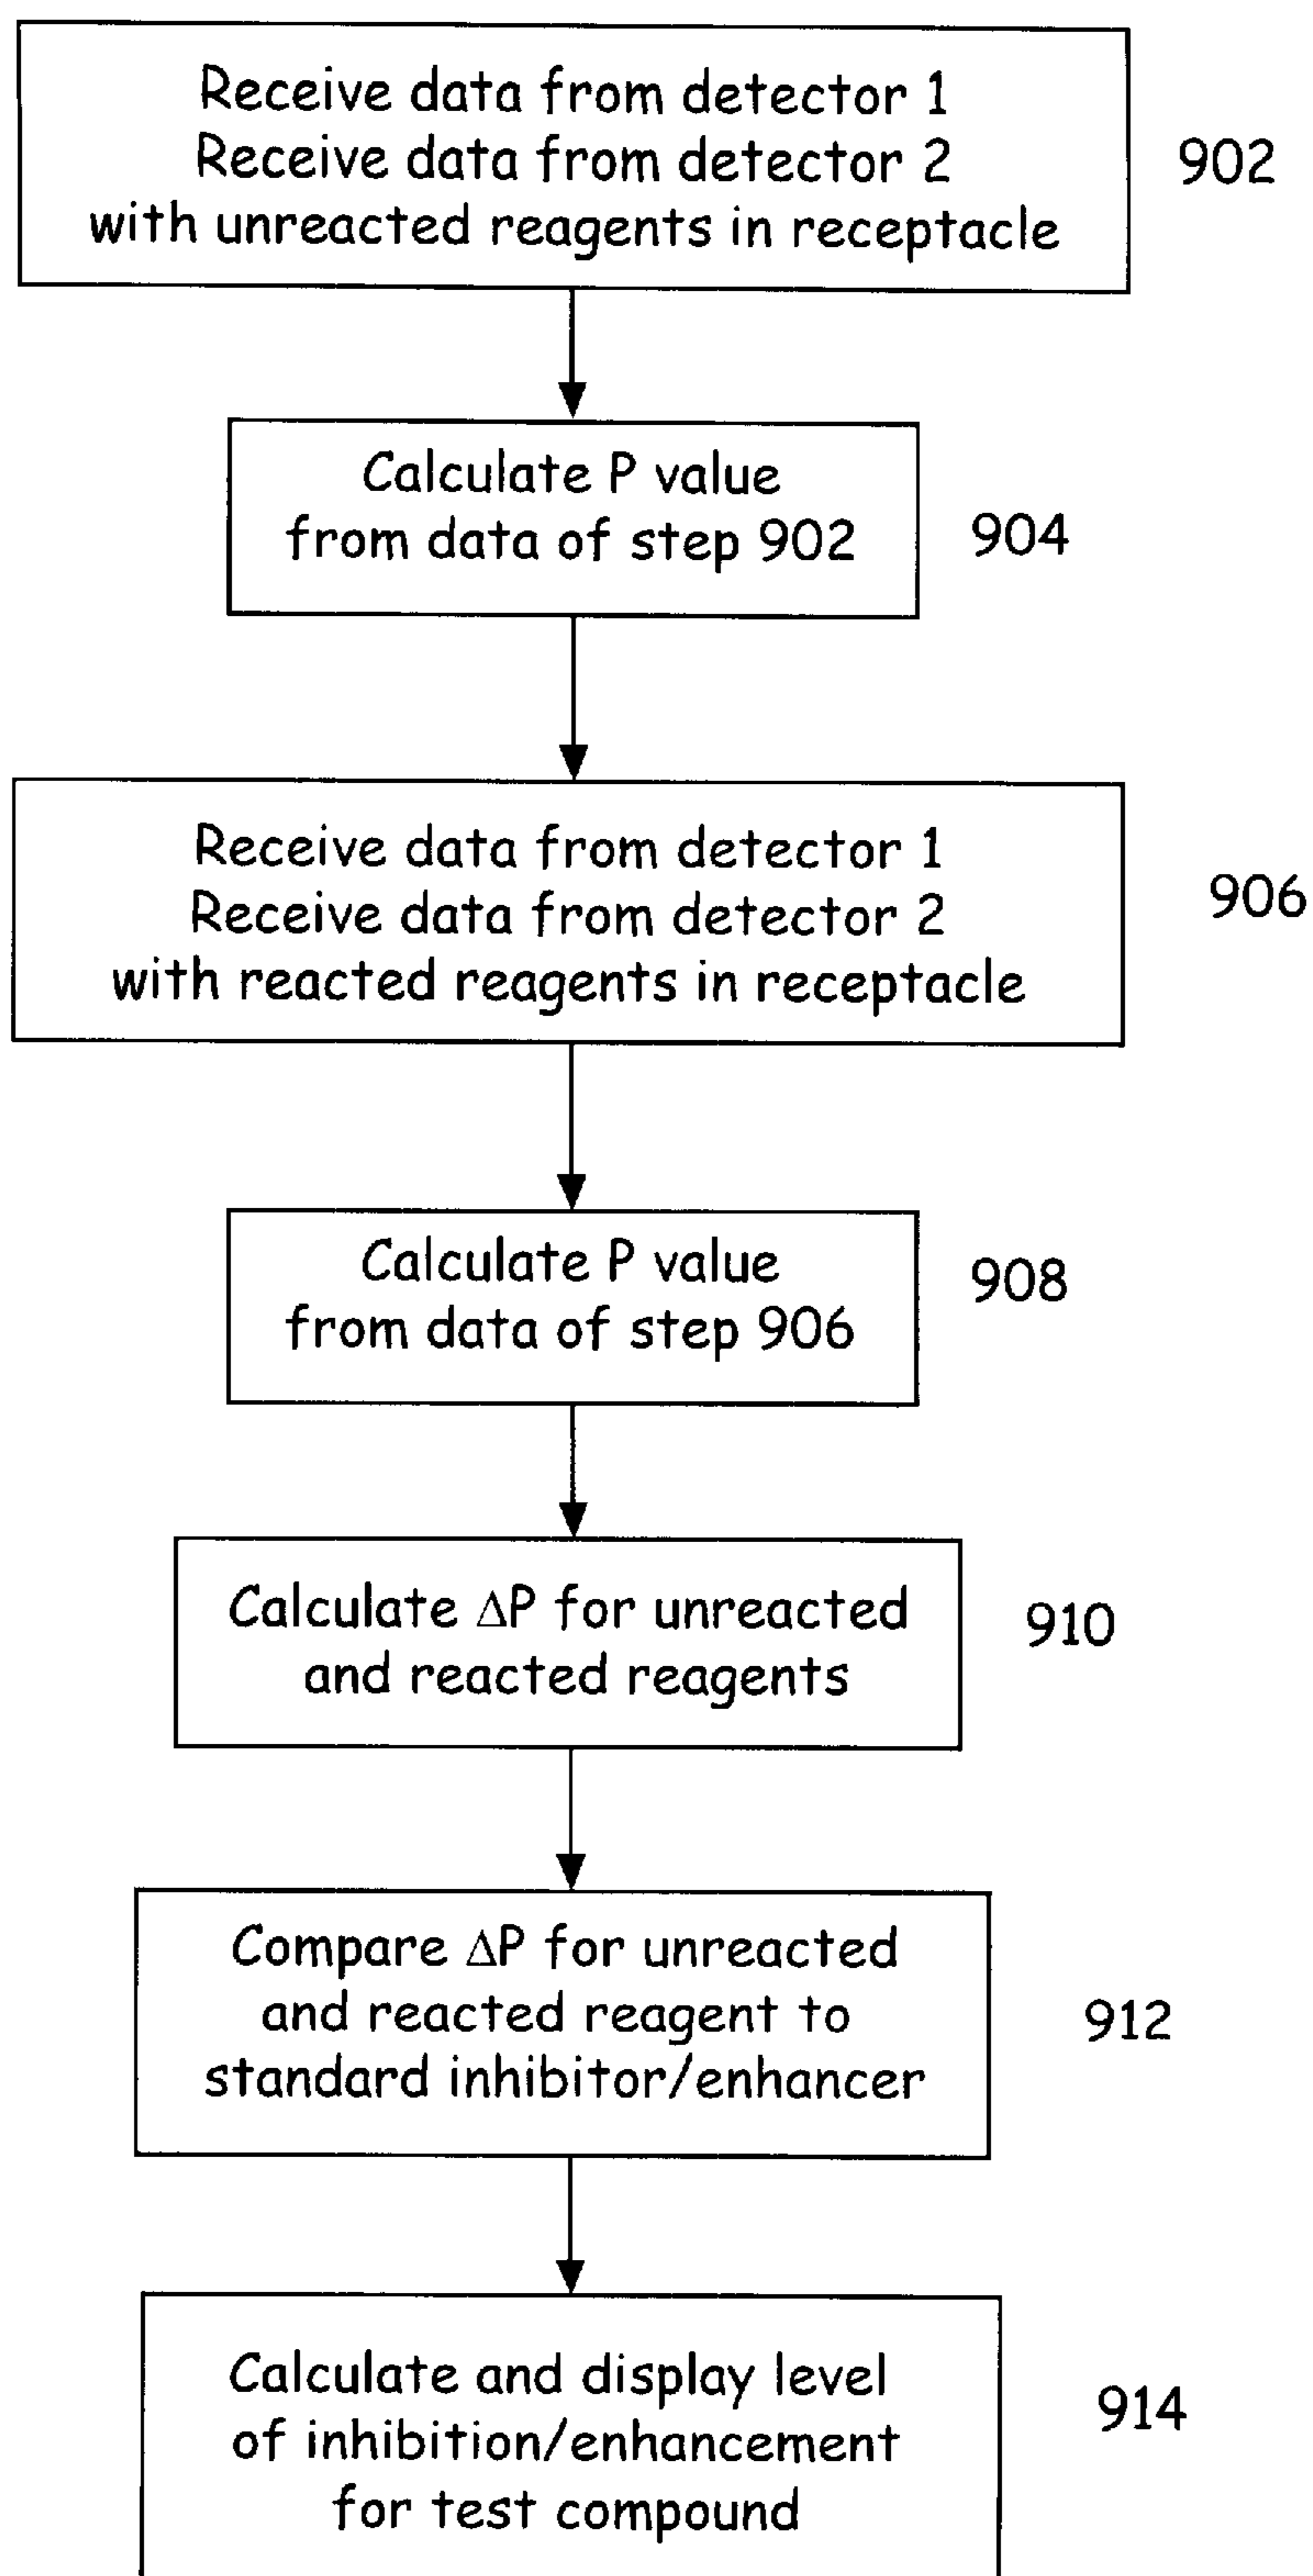 Receive data from detector 1
Receive data from detector 2
with unreacted reagents in receptacle
902
Calculate P value
from data of step 902
904
Receive data from detector 1
Receive data from detector 2
with reacted reagents in receptacle
906
Calculate P value
from data of step 906
908
Calculate ΔP for unreacted
and reacted reagents
910
Compare ΔP for unreacted
and reacted reagent to
standard inhibitor/enhancer
912
Calculate and display level
of inhibition/enhancement
for test compound
914